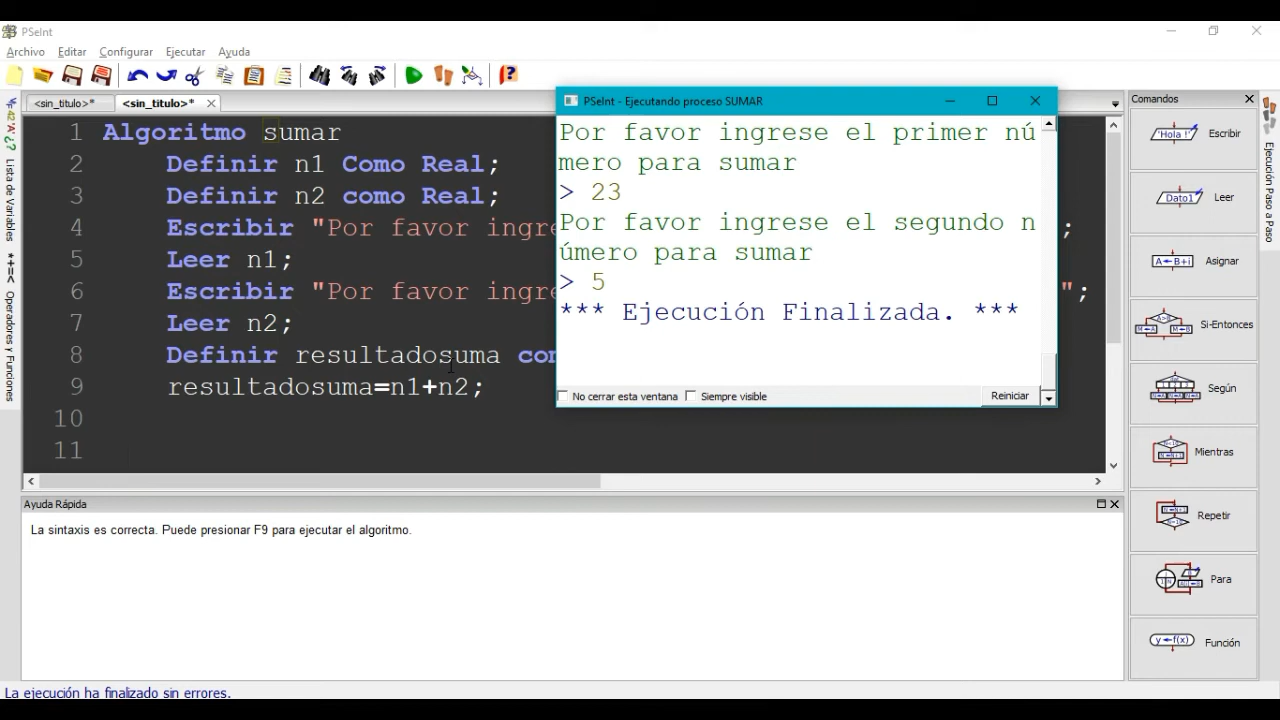 PSeInt
Archivo Editar Configurar Ejecutar Ayuda
<sin_titulo>* <sin_titulo>*
PSeInt - Ejecutando proceso SUMAR
Comandos
1 Algoritmo sumar
2 Definir n1 Como Real;
3 Definir n2 como Real;
4 Escribir "Por favor ingre ;
5 Leer n1;
6 Escribir "Por favor ingre ";
7 Leer n2;
8 Definir resultadosuma con
9 resultadosuma=n1+n2;
10
11
Por favor ingrese el primer nú
mero para sumar
> 23
Por favor ingrese el segundo n
úmero para sumar
> 5
*** Ejecución Finalizada. ***
No cerrar esta ventana Siempre visible Reiniciar
Lista de Variables
Operadores y Funciones
'Hola !' Escribir
Dato1 Leer
A←B+i Asignar
Si-Entonces
Según
Mientras
Repetir
Para
y←f(x) Función
Ejecución Paso a Paso
Ayuda Rápida
La sintaxis es correcta. Puede presionar F9 para ejecutar el algoritmo.
La ejecución ha finalizado sin errores.